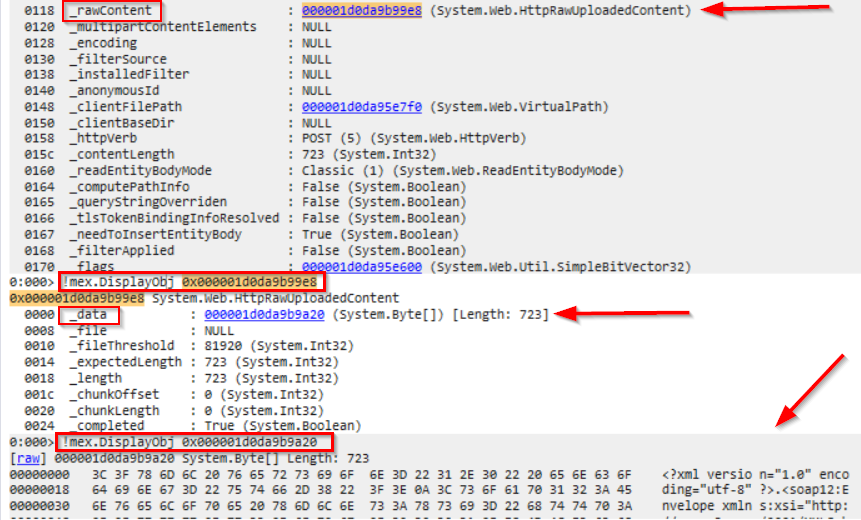 0118 _rawContent : 000001d0da9b99e8 (System.Web.HttpRawUploadedContent)
0120 _multipartContentElements : NULL
0128 _encoding : NULL
0130 _filterSource : NULL
0138 _installedFilter : NULL
0140 _anonymousId : NULL
0148 _clientFilePath : 000001d0da95e7f0 (System.Web.VirtualPath)
0150 _clientBaseDir : NULL
0158 _httpVerb : POST (5) (System.Web.HttpVerb)
015c _contentLength : 723 (System.Int32)
0160 _readEntityBodyMode : Classic (1) (System.Web.ReadEntityBodyMode)
0164 _computePathInfo : False (System.Boolean)
0165 _queryStringOverriden : False (System.Boolean)
0166 _tlsTokenBindingInfoResolved : False (System.Boolean)
0167 _needToInsertEntityBody : True (System.Boolean)
0168 _filterApplied : False (System.Boolean)
0170 _flags : 000001d0da95e600 (System.Web.Util.SimpleBitVector32)
0:000> !mex.DisplayObj 0x000001d0da9b99e8
0x000001d0da9b99e8 System.Web.HttpRawUploadedContent
0000 _data : 000001d0da9b9a20 (System.Byte[]) [Length: 723]
0008 _file : NULL
0010 _fileThreshold : 81920 (System.Int32)
0014 _expectedLength : 723 (System.Int32)
0018 _length : 723 (System.Int32)
001c _chunkOffset : 0 (System.Int32)
0020 _chunkLength : 0 (System.Int32)
0024 _completed : True (System.Boolean)
0:000> !mex.DisplayObj 0x000001d0da9b9a20
[raw] 000001d0da9b9a20 System.Byte[] Length: 723
00000000 3C 3F 78 6D 6C 20 76 65 72 73 69 6F 6E 3D 22 31 2E 30 22 20 65 6E 63 6F <?xml versio n="1.0" enco
00000018 64 69 6E 67 3D 22 75 74 66 2D 38 22 3F 3E 0A 3C 73 6F 61 70 31 32 3A 45 ding="utf-8" ?>.<soap12:E
00000030 6E 76 65 6C 6F 70 65 20 78 6D 6C 6E 73 3A 78 73 69 3D 22 68 74 74 70 3A nvelope xmln s:xsi="http: